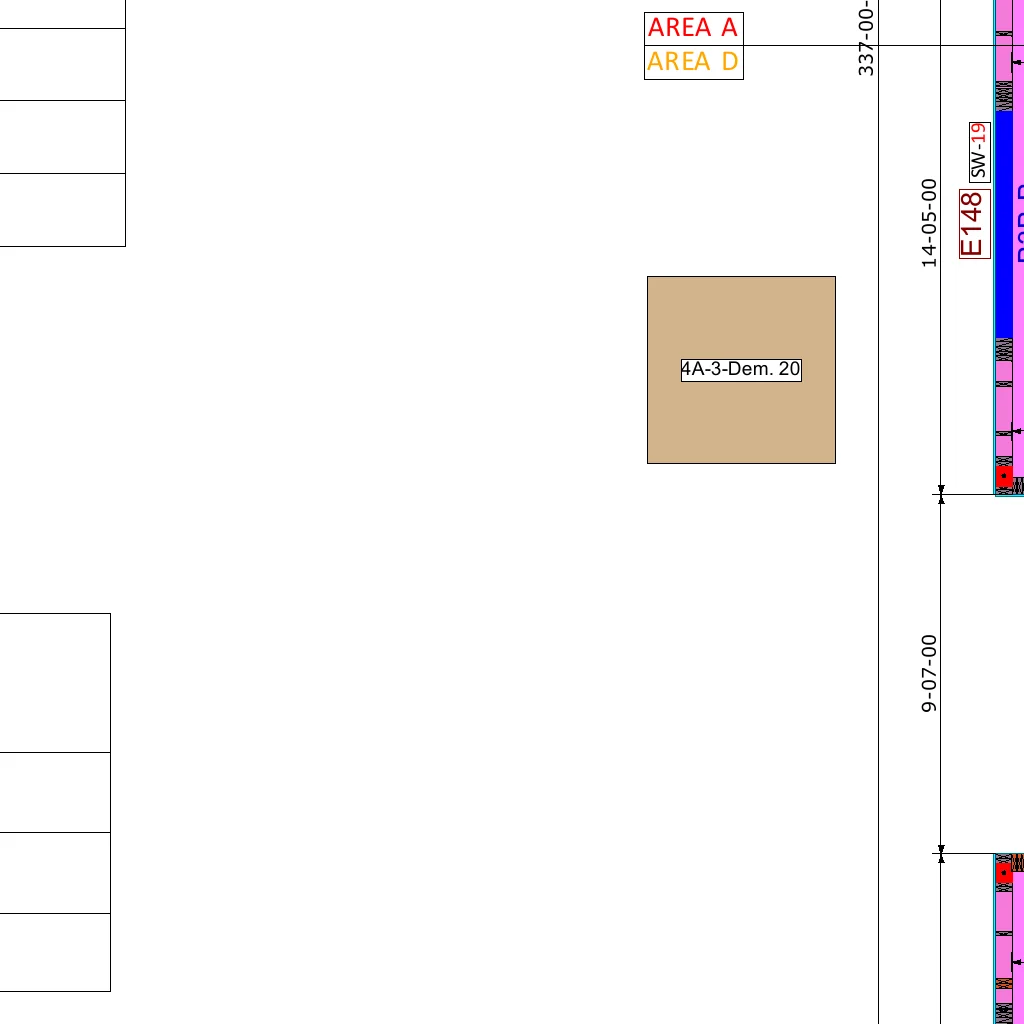 AREA A
AREA D
337-00-
SW-19
E148
14-05-00
4A-3-Dem. 20
9-07-00